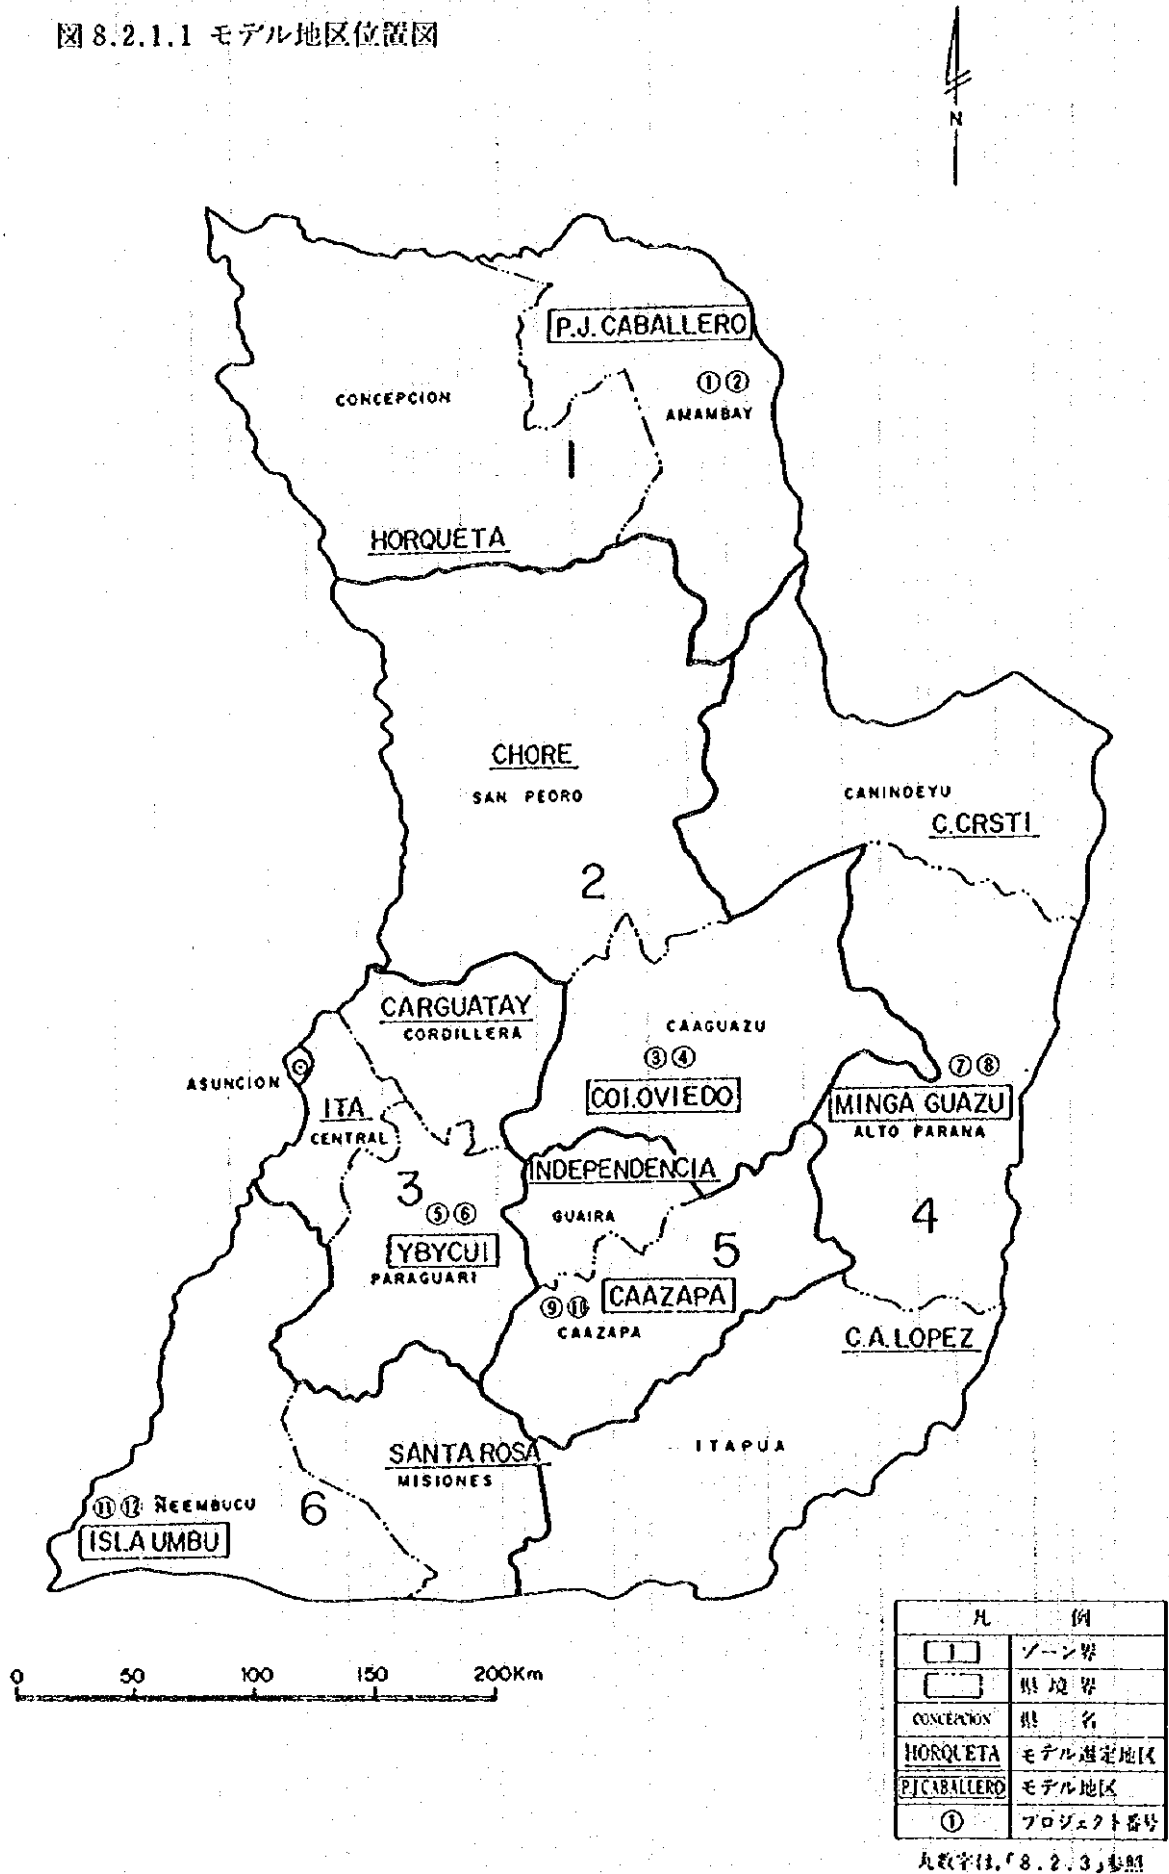 図 8.2.1.1 モデル地区位置図
N
P.J.CABALLERO
①②
CONCEPCION
AMAMBAY
1
HORQUETA
CHORE
SAN PEORO
CANINDEYU
C.CRSTI
2
CARGUATAY
CORDILLERA
CAAGUAZU
③④
ASUNCION
⑦⑧
COI.OVIEDO
MINGA GUAZU
ITA
ALTO PARANA
CENTRAL
INDEPENDENCIA
3
⑤⑥
GUAIRA
4
YBYCUI
5
PARAGUARI
CAAZAPA
⑨⑩
CAAZAPA
C.A.LOPEZ
ITAPUA
SANTA ROSA
MISIONES
⑪⑫ ÑEEMBUCU
6
ISLA UMBU
凡 例
1 ゾーン界
県境界
CONCEPCION 県 名
HORQUETA モデル選定地区
P.J.CABALLERO モデル地区
① プロジェクト番号
0 50 100 150 200Km
丸数字は、「8.2.3」参照